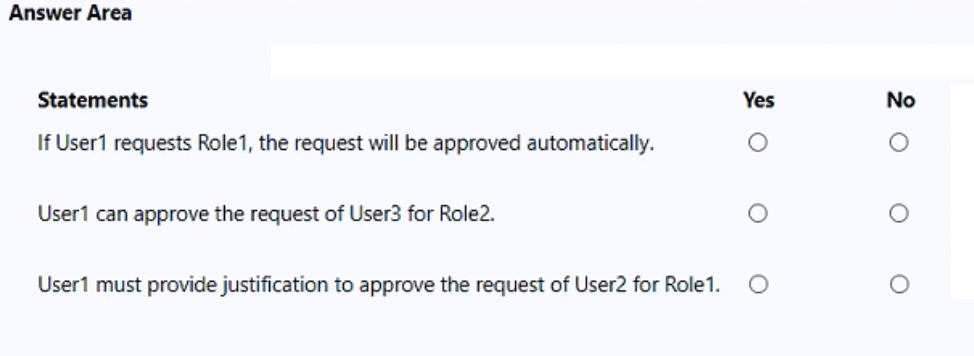 Answer Area
Statements Yes No
If User1 requests Role1, the request will be approved automatically.
User1 can approve the request of User3 for Role2.
User1 must provide justification to approve the request of User2 for Role1.